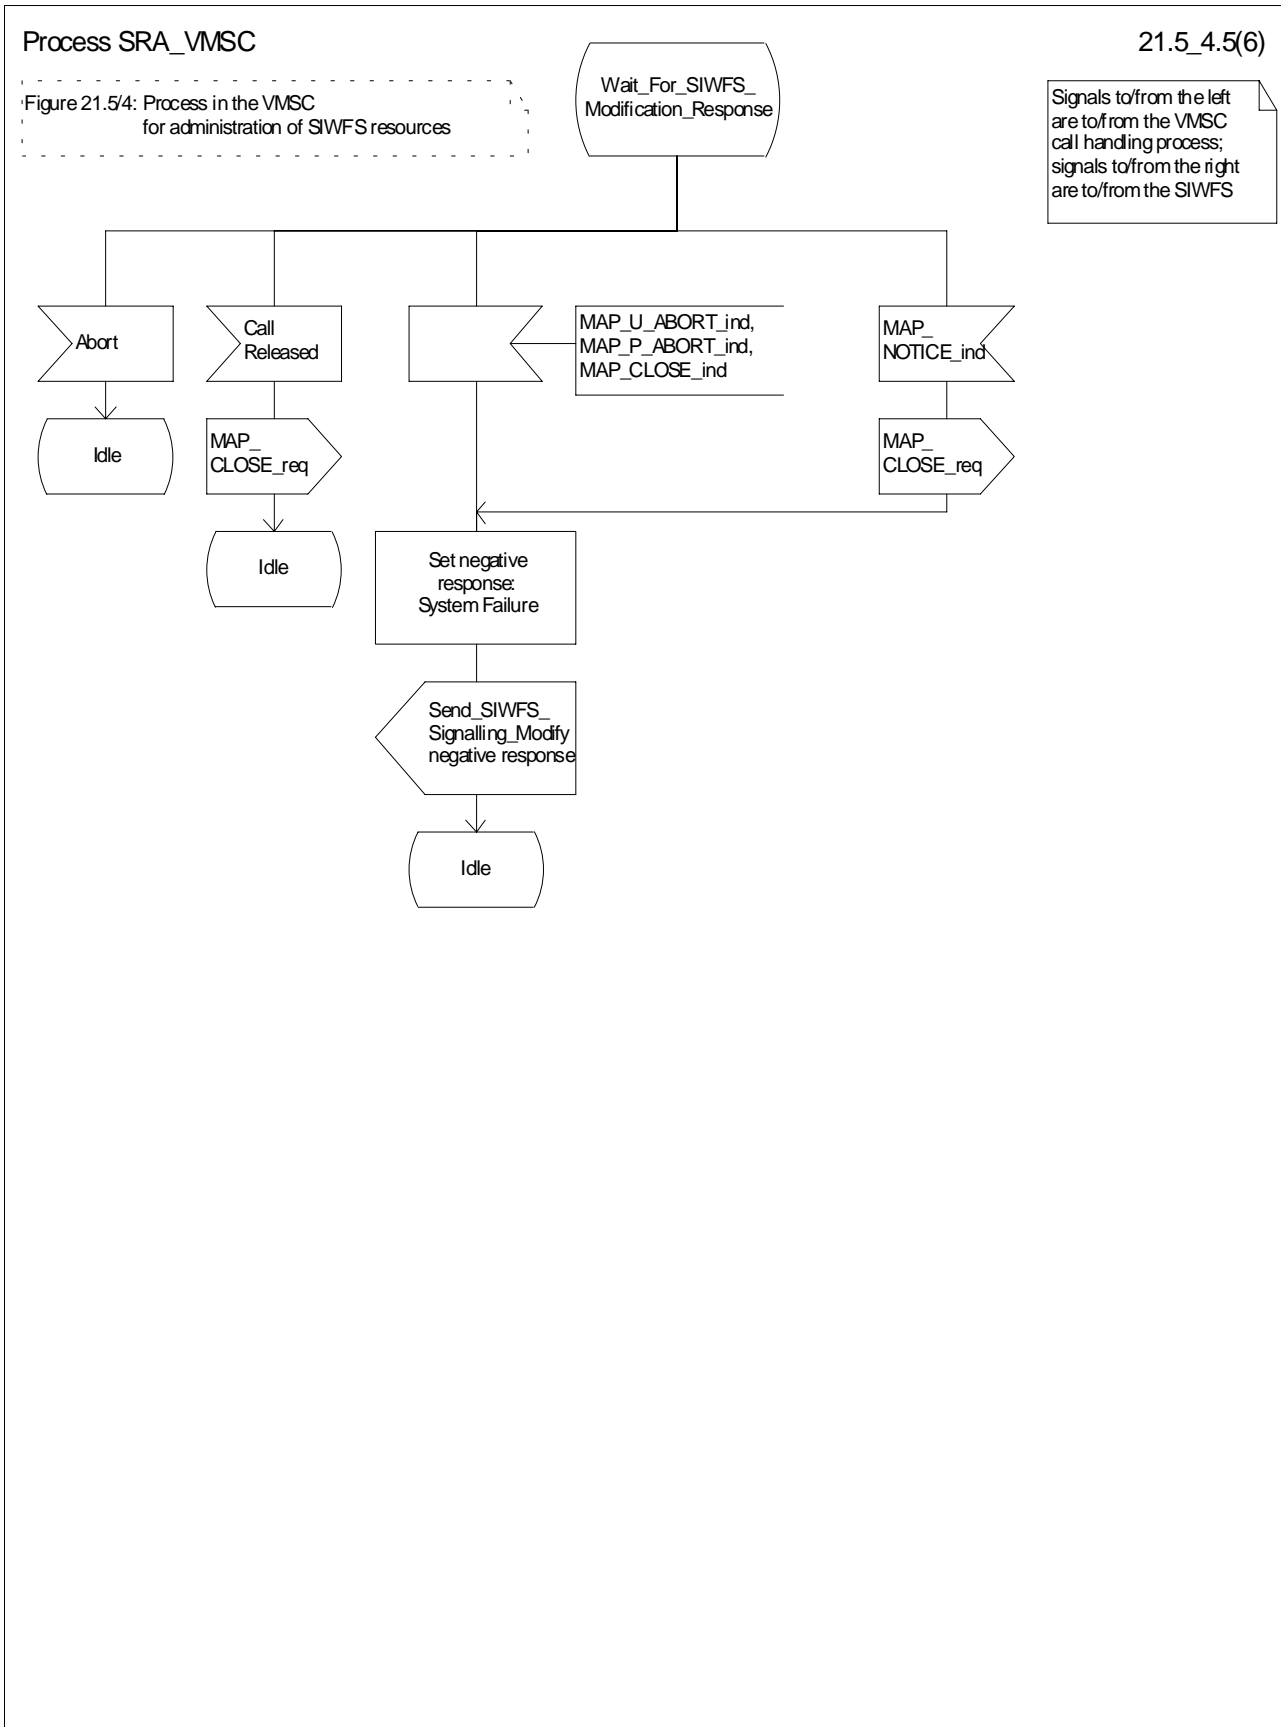 Process SRA_VMSC
21.5_4.5(6)
Figure 21.5/4: Process in the VMSC
for administration of SIWFS resources
Wait_For_SIWFS_
Modification_Response
Signals to/from the left
are to/from the VMSC
call handling process;
signals to/from the right
are to/from the SIWFS
Abort
Call
Released
MAP_U_ABORT_ind,
MAP_P_ABORT_ind,
MAP_CLOSE_ind
MAP_
NOTICE_ind
Idle
MAP_
CLOSE_req
MAP_
CLOSE_req
Idle
Set negative
response:
System Failure
Send_SIWFS_
Signalling_Modify
negative response
Idle